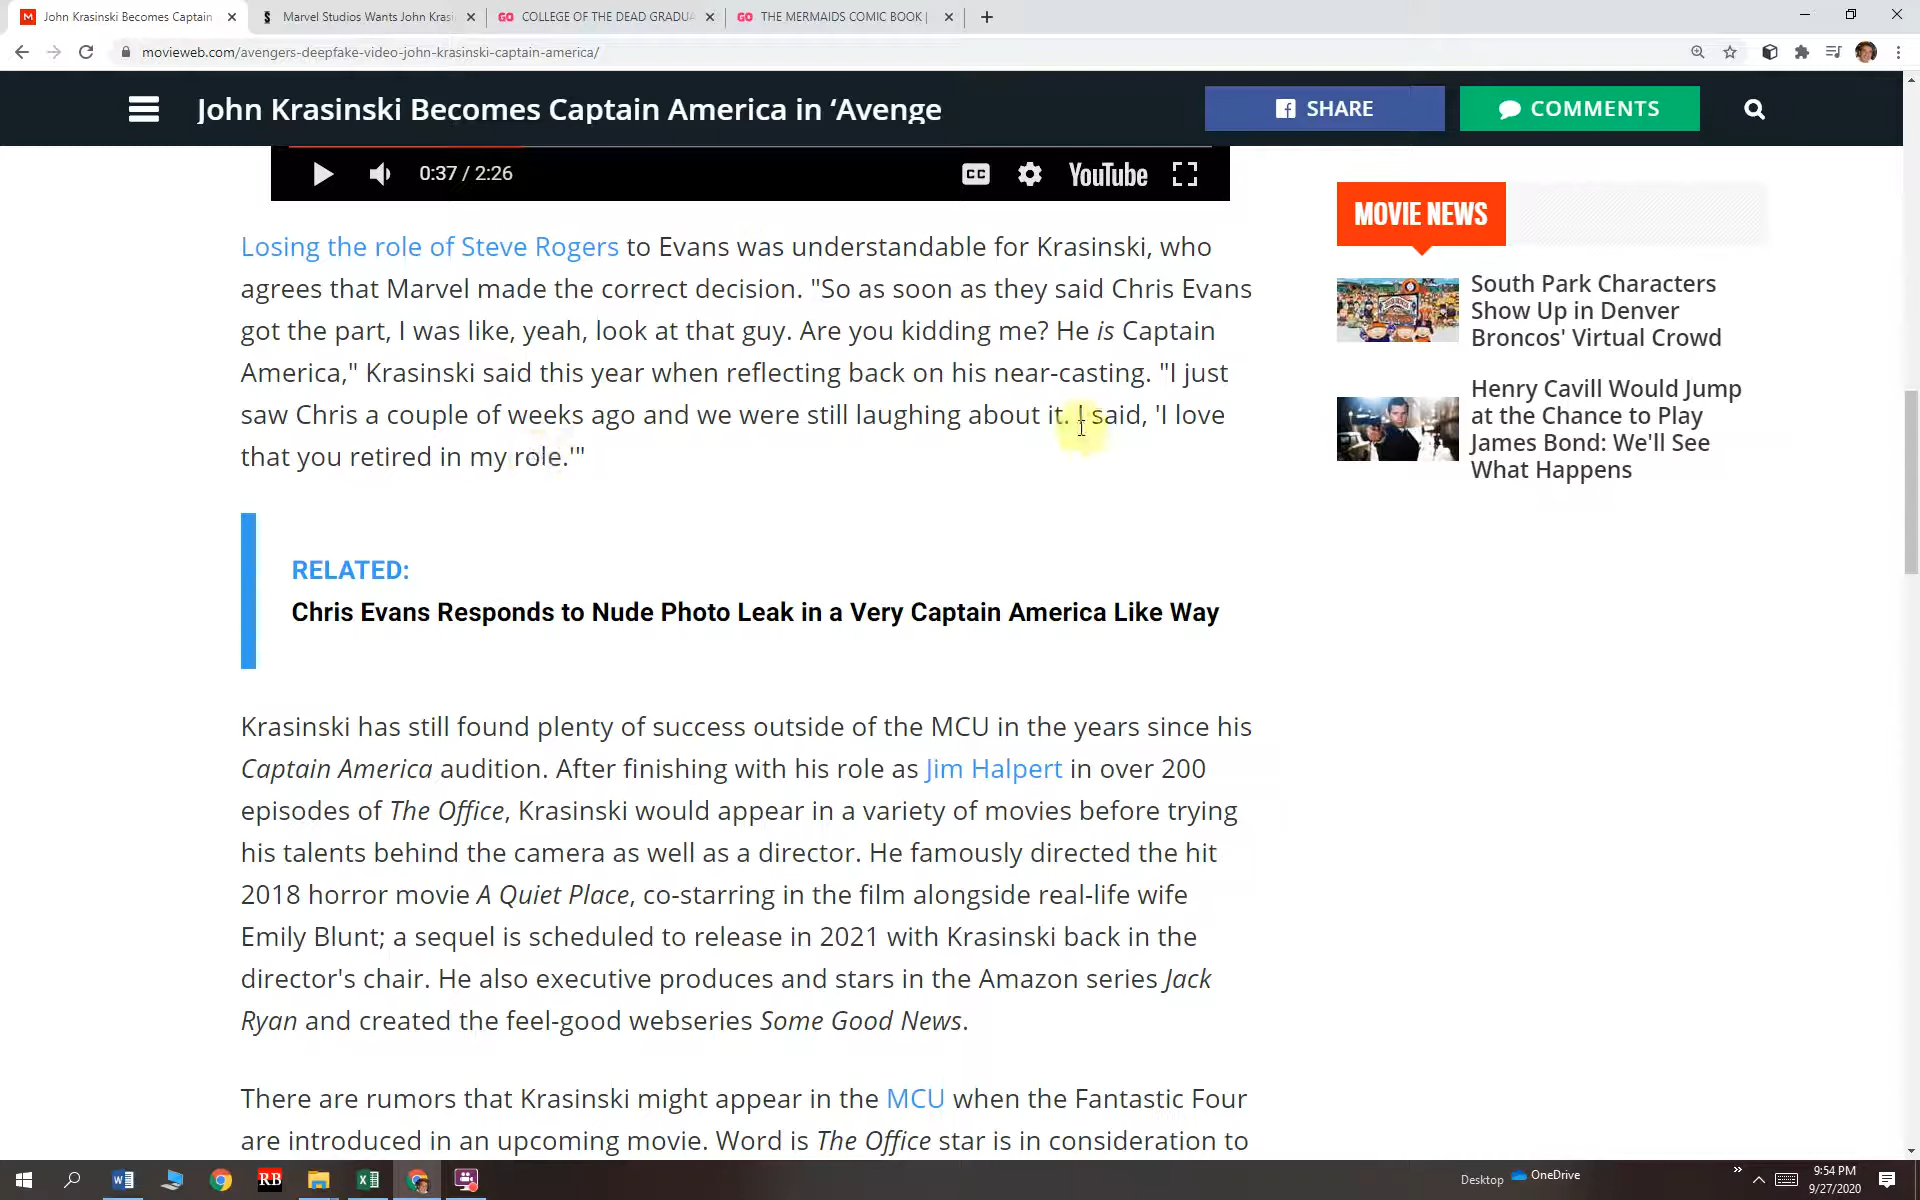 John Krasinski Becomes Captain
Marvel Studios Wants John Krasi
GO COLLEGE OF THE DEAD GRADUA
GO THE MERMAIDS COMIC BOOK |
movieweb.com/avengers-deepfake-video-john-krasinski-captain-america/
John Krasinski Becomes Captain America in ‘Avenge
SHARE
COMMENTS
0:37 / 2:26
CC
YouTube
Losing the role of Steve Rogers to Evans was understandable for Krasinski, who
agrees that Marvel made the correct decision. "So as soon as they said Chris Evans
got the part, I was like, yeah, look at that guy. Are you kidding me? He is Captain
America," Krasinski said this year when reflecting back on his near-casting. "I just
saw Chris a couple of weeks ago and we were still laughing about it. I said, 'I love
that you retired in my role.'"
RELATED:
Chris Evans Responds to Nude Photo Leak in a Very Captain America Like Way
Krasinski has still found plenty of success outside of the MCU in the years since his
Captain America audition. After finishing with his role as Jim Halpert in over 200
episodes of The Office, Krasinski would appear in a variety of movies before trying
his talents behind the camera as well as a director. He famously directed the hit
2018 horror movie A Quiet Place, co-starring in the film alongside real-life wife
Emily Blunt; a sequel is scheduled to release in 2021 with Krasinski back in the
director's chair. He also executive produces and stars in the Amazon series Jack
Ryan and created the feel-good webseries Some Good News.
There are rumors that Krasinski might appear in the MCU when the Fantastic Four
are introduced in an upcoming movie. Word is The Office star is in consideration to
MOVIE NEWS
South Park Characters
Show Up in Denver
Broncos' Virtual Crowd
Henry Cavill Would Jump
at the Chance to Play
James Bond: We'll See
What Happens
RB
Desktop
OneDrive
9:54 PM
9/27/2020